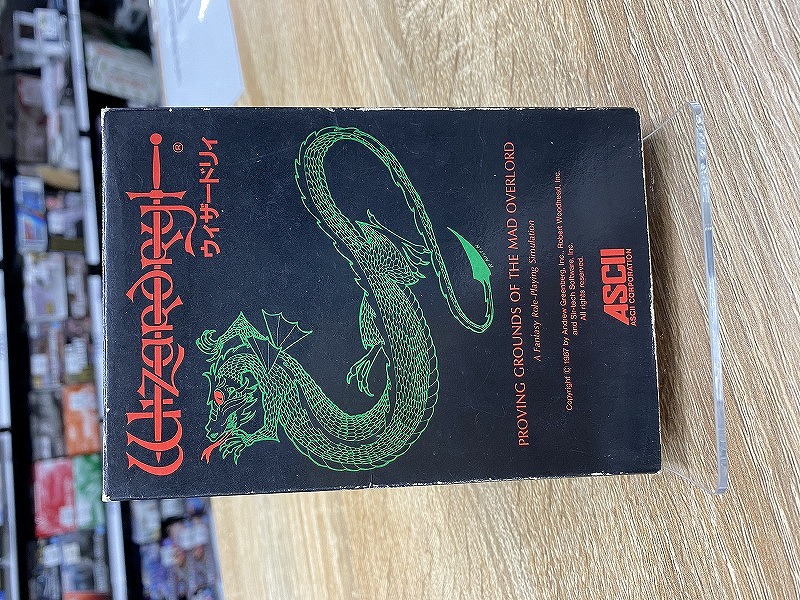 Wizardry®
ウィザードリィ
PROVING GROUNDS OF THE MAD OVERLORD
A Fantasy Role-Playing Simulation
Copyright © 1987 by Andrew Greenberg, Inc., Robert Woodhead, Inc.
and Sir-tech Software, Inc.
All rights reserved.
ASCII
ASCII CORPORATION